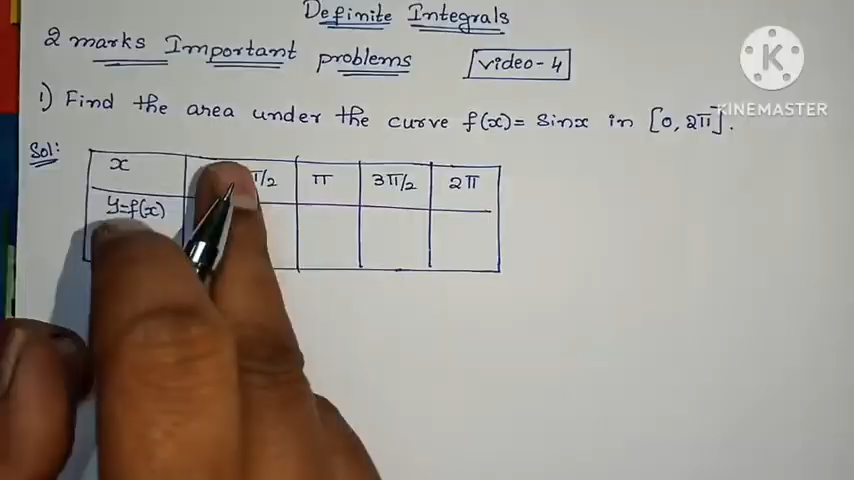 Definite Integrals
2 marks Important problems
video-4
1) Find the area under the curve f(x)= Sinx in [0, 2π].
Sol:
x π/2 π 3π/2 2π
y=f(x)
KINEMASTER